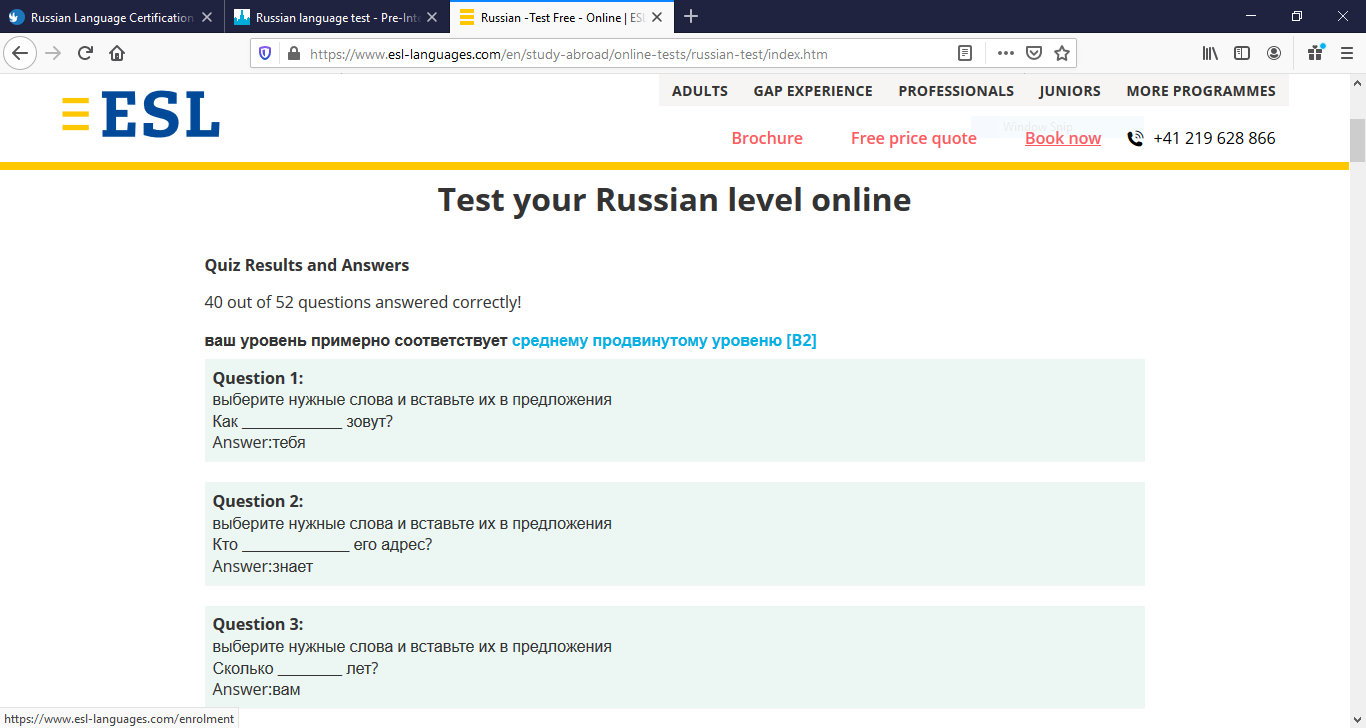 Russian Language Certification
Russian language test - Pre-Inte
Russian -Test Free - Online | ESL
https://www.esl-languages.com/en/study-abroad/online-tests/russian-test/index.htm
ESL
ADULTS GAP EXPERIENCE PROFESSIONALS JUNIORS MORE PROGRAMMES
Window Snip
Brochure Free price quote Book now +41 219 628 866
Test your Russian level online
Quiz Results and Answers
40 out of 52 questions answered correctly!
ваш уровень примерно соответствует среднему продвинутому уровеню [B2]
Question 1:
выберите нужные слова и вставьте их в предложения
Как ____________ зовут?
Answer:тебя
Question 2:
выберите нужные слова и вставьте их в предложения
Кто _____________ его адрес?
Answer:знает
Question 3:
выберите нужные слова и вставьте их в предложения
Сколько ________ лет?
Answer:вам
https://www.esl-languages.com/enrolment